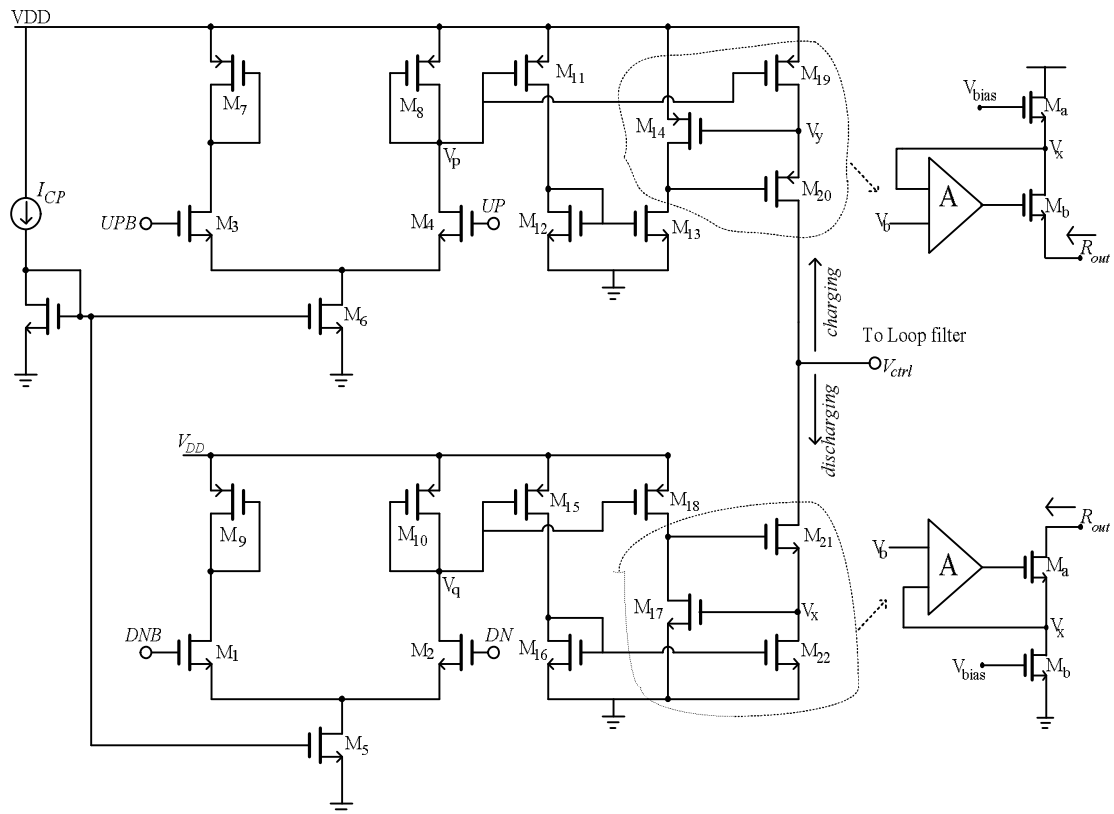 VDD
M7
M8
M11
M19
M14
Vy
Vp
M20
Vbias
Ma
Vx
A
Mb
Vb
Rout
ICP
UPB
M3
M4
UP
M12
M13
M6
charging
To Loop filter
Vctrl
discharging
VDD
M9
M10
M15
M18
M21
Vq
M17
Vx
DNB
M1
M2
DN
M16
M22
M5
Rout
Vb
A
Ma
Vx
Vbias
Mb